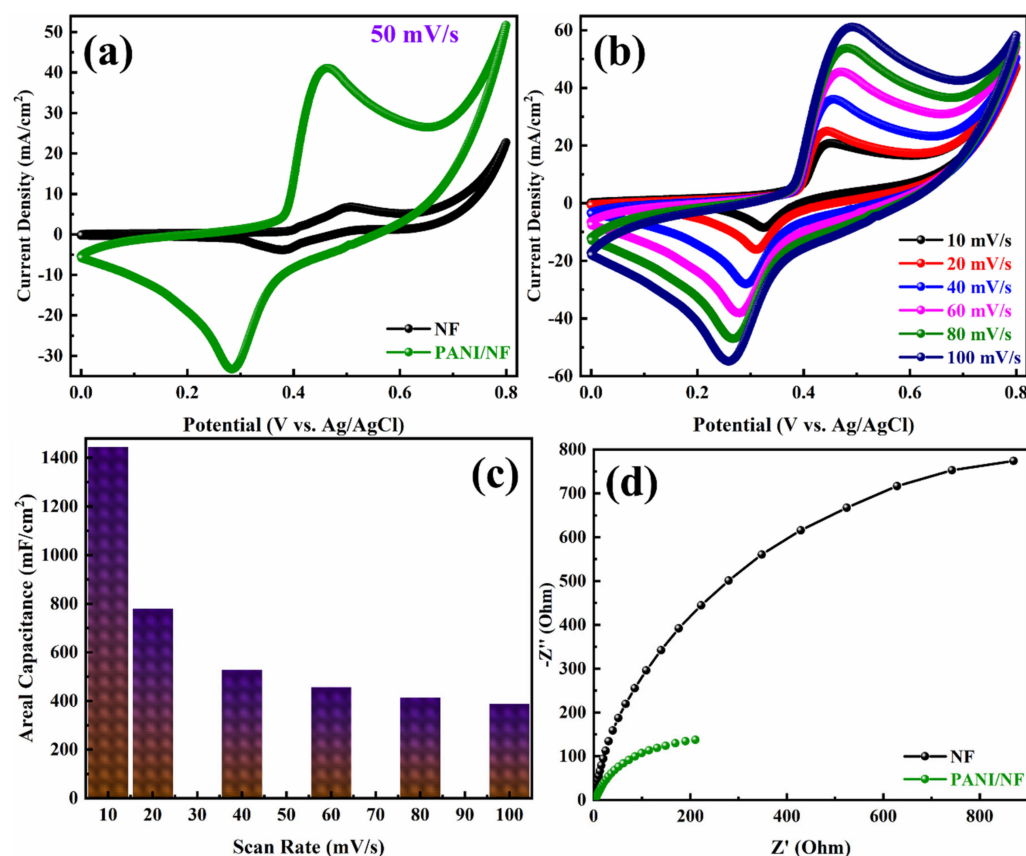 (a)
50 mV/s
50
40
30
20
10
0
-10
-20
-30
Current Density (mA/cm²)
NF
PANI/NF
0.0
0.2
0.4
0.6
0.8
Potential (V vs. Ag/AgCl)
(b)
60
40
20
0
-20
-40
-60
Current Density (mA/cm²)
10 mV/s
20 mV/s
40 mV/s
60 mV/s
80 mV/s
100 mV/s
0.0
0.2
0.4
0.6
0.8
Potential (V vs. Ag/AgCl)
(c)
1400
1200
1000
800
600
400
200
0
Areal Capacitance (mF/cm²)
10
20
30
40
50
60
70
80
90
100
Scan Rate (mV/s)
(d)
800
700
600
500
400
300
200
100
0
-Z'' (Ohm)
NF
PANI/NF
0
200
400
600
800
Z' (Ohm)